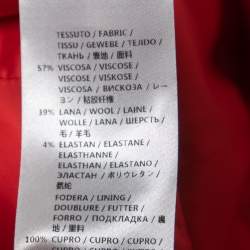 TESSUTO / FABRIC /
TISSU / GEWEBE / TEJIDO /
ТКАНЬ / 裏地 / 面料
57% VISCOSA / VISCOSE /
VISCOSE / VISKOSE /
VISCOSA / ВИСКОЗА / レー
ヨン / 粘胶纤维
39% LANA / WOOL / LAINE /
WOLLE / LANA / ШЕРСТЬ /
毛 / 羊毛
4% ELASTAN / ELASTANE /
ELASTHANNE /
ELASTHAN / ELASTANO /
ЭЛАСТАН / ポリウレタン /
氨纶
FODERA / LINING /
DOUBLURE / FUTTER /
FORRO / ПОДКЛАДКА / 裏
地 / 里料
100% CUPRO / CUPRO / CUPRO /